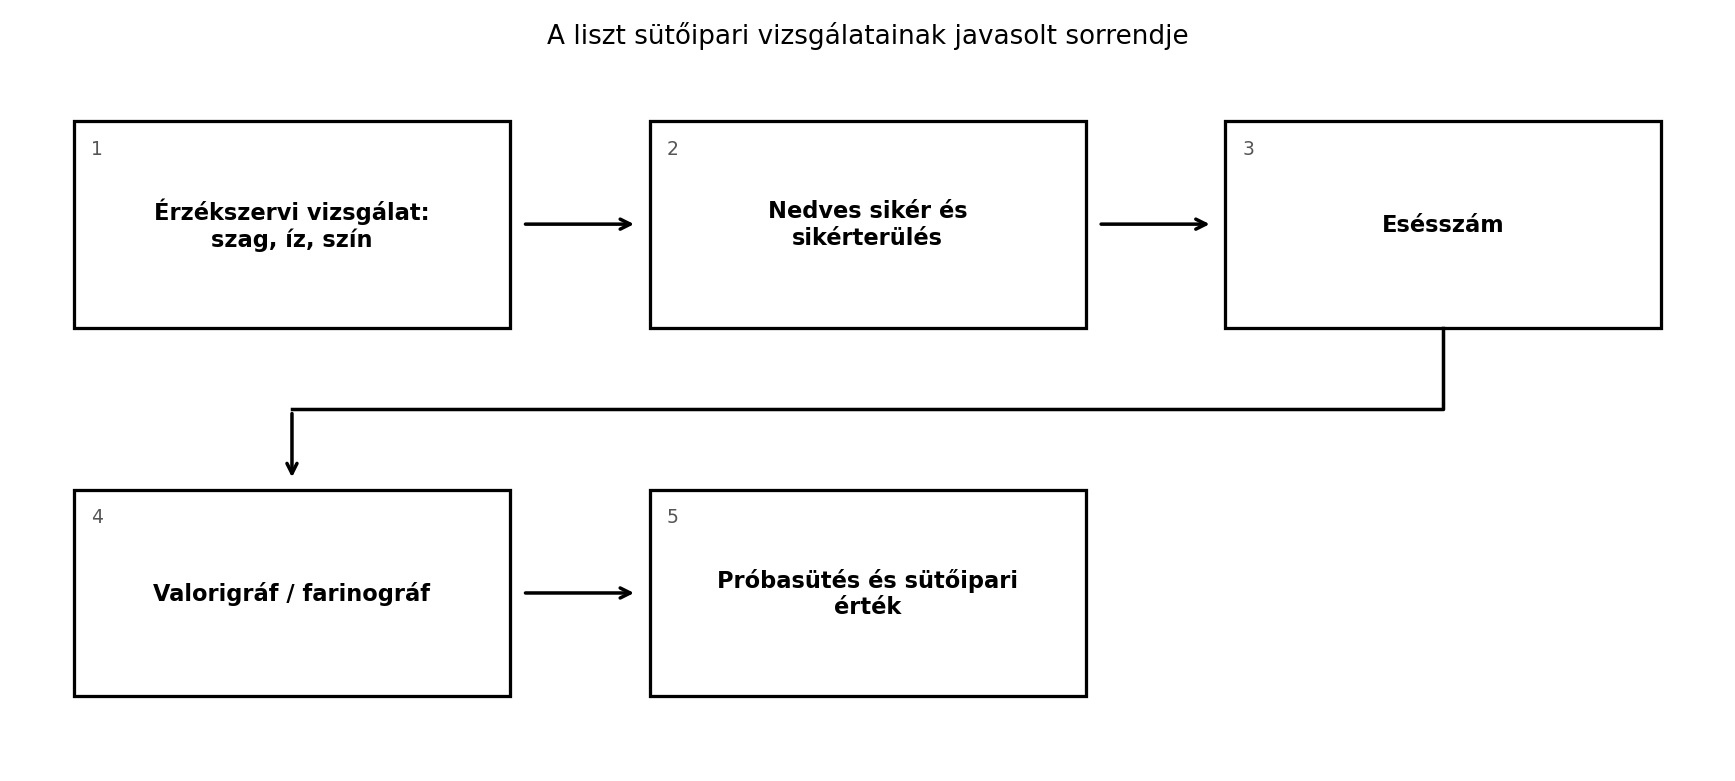 A liszt sütőipari vizsgálatainak javasolt sorrendje
1
Érzékszervi vizsgálat:
szag, íz, szín
2
Nedves sikér és
sikérterülés
3
Esésszám
4
Valorigráf / farinográf
5
Próbasütés és sütőipari
érték